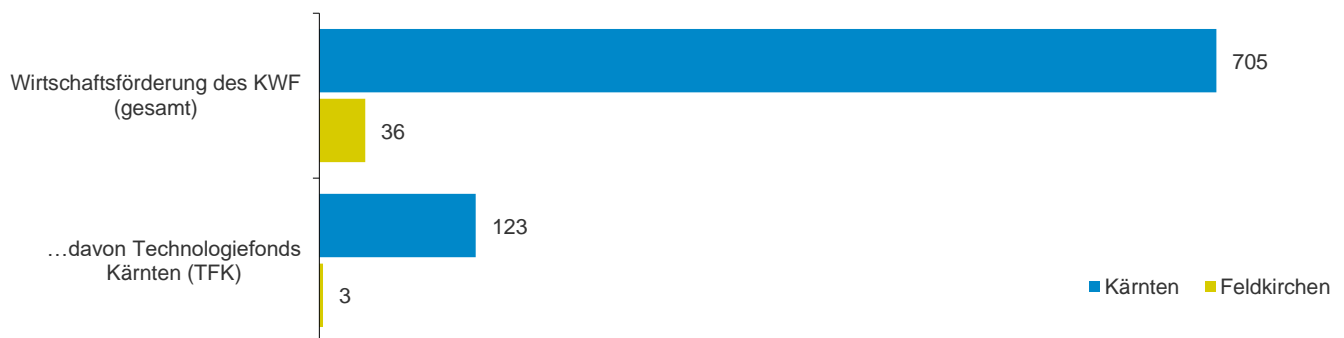 Wirtschaftsförderung des KWF
(gesamt)
705
36
…davon Technologiefonds
Kärnten (TFK)
123
3
Kärnten
Feldkirchen